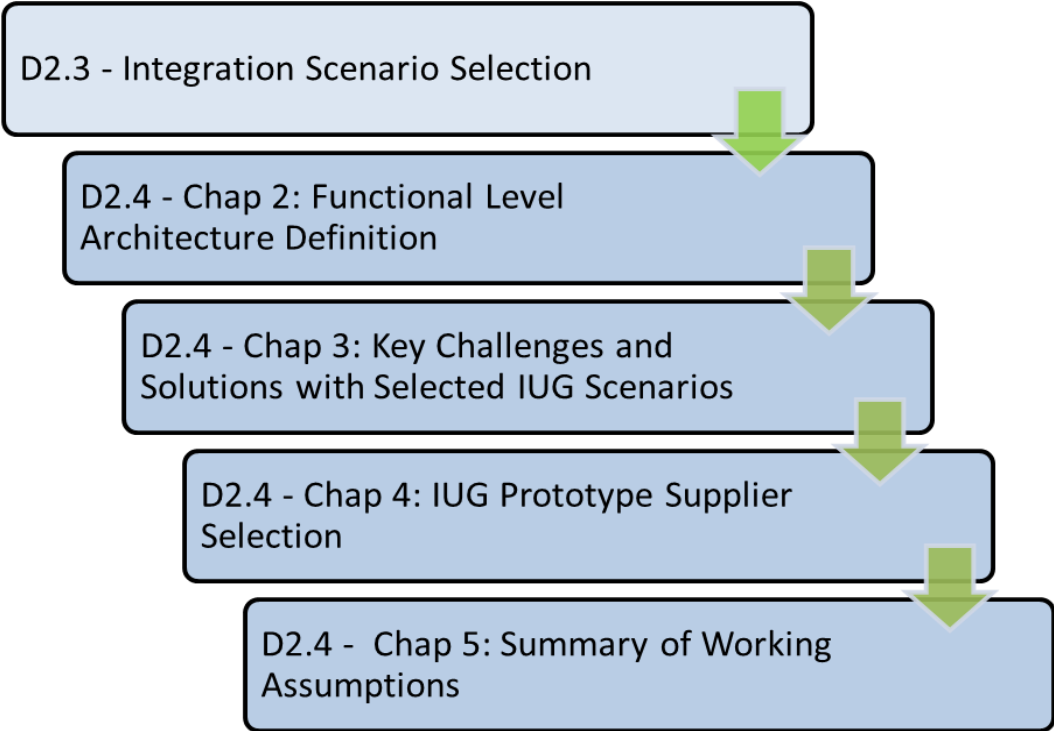 D2.3 - Integration Scenario Selection
D2.4 - Chap 2: Functional Level
Architecture Definition
D2.4 - Chap 3: Key Challenges and
Solutions with Selected IUG Scenarios
D2.4 - Chap 4: IUG Prototype Supplier
Selection
D2.4 -  Chap 5: Summary of Working
Assumptions